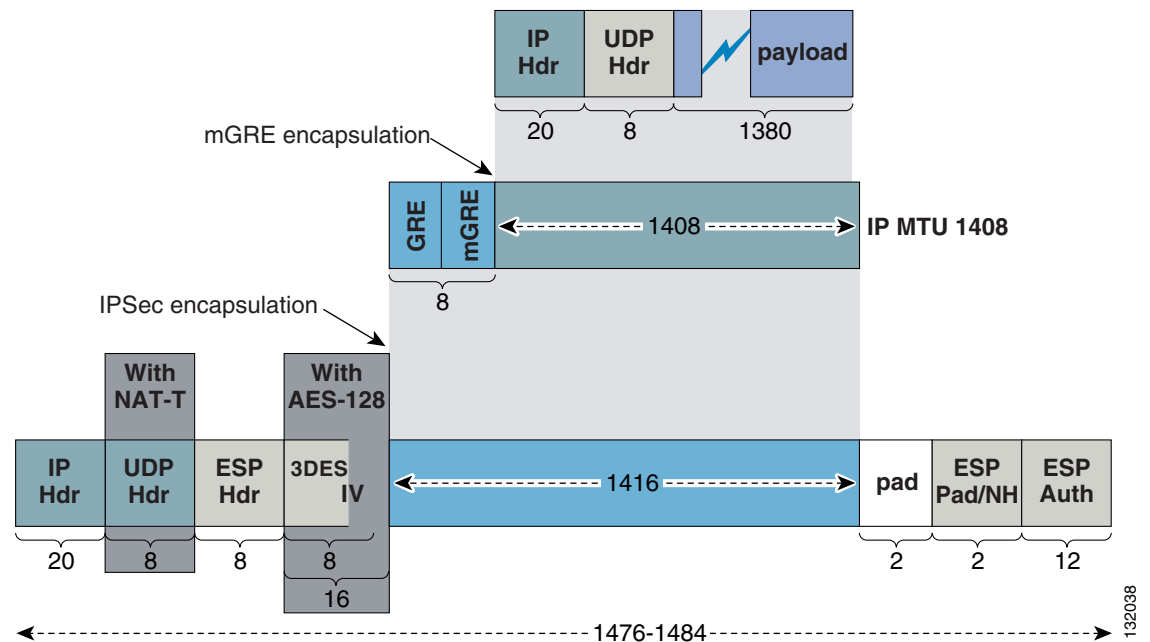 IP
Hdr
UDP
Hdr
payload
20
8
1380
mGRE encapsulation
GRE
mGRE
1408
IP MTU 1408
8
IPSec encapsulation
With
NAT-T
With
AES-128
IP
Hdr
UDP
Hdr
ESP
Hdr
3DES
IV
1416
pad
ESP
Pad/NH
ESP
Auth
20
8
8
8
2
2
12
16
1476-1484
132038